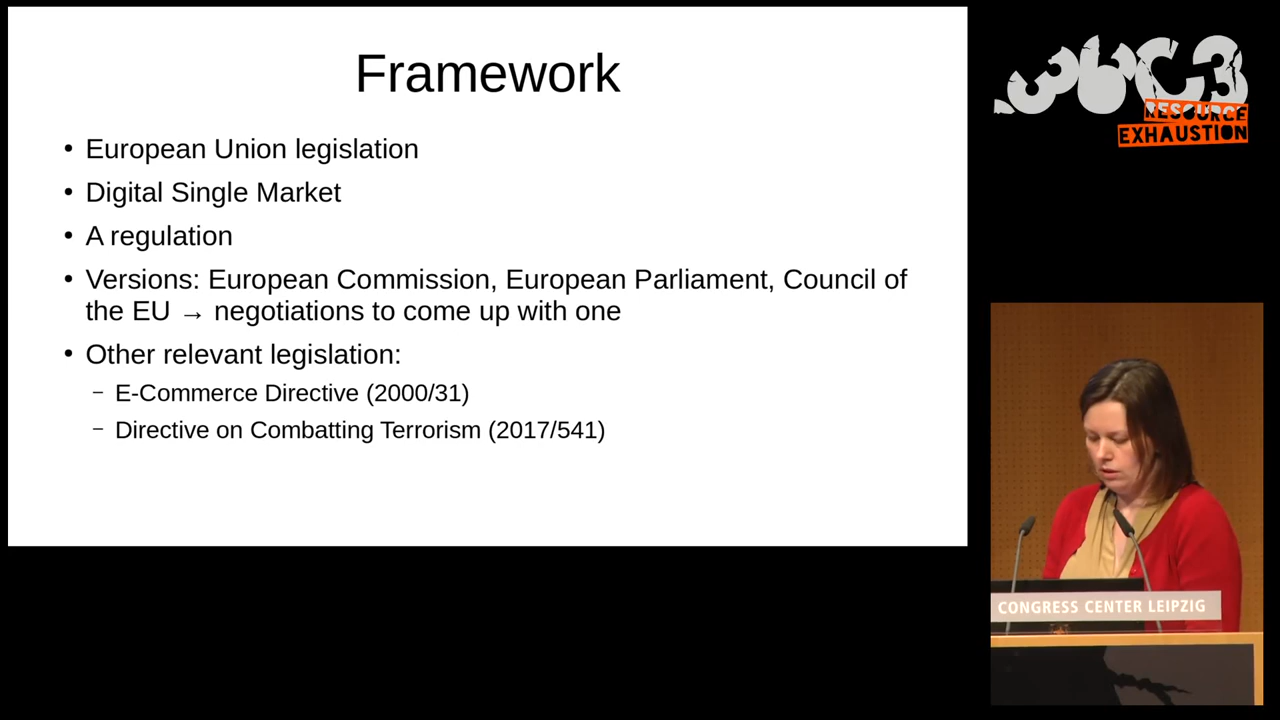 Framework
• European Union legislation
• Digital Single Market
• A regulation
• Versions: European Commission, European Parliament, Council of
the EU → negotiations to come up with one
• Other relevant legislation:
– E-Commerce Directive (2000/31)
– Directive on Combatting Terrorism (2017/541)
36C3
RESOURCE
EXHAUSTION
CONGRESS CENTER LEIPZIG